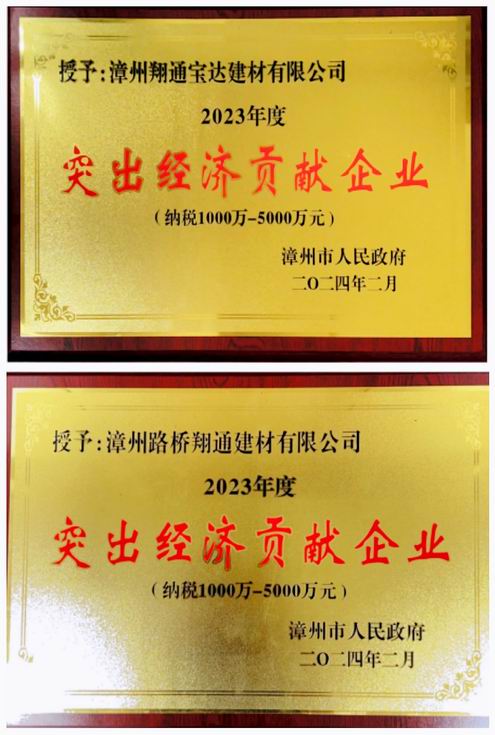 授予:漳州翔通宝达建材有限公司
2023年度
突出经济贡献企业
(纳税1000万-5000万元)
漳州市人民政府
二〇二四年二月
授予:漳州路桥翔通建材有限公司
2023年度
突出经济贡献企业
(纳税1000万-5000万元)
漳州市人民政府
二〇二四年二月